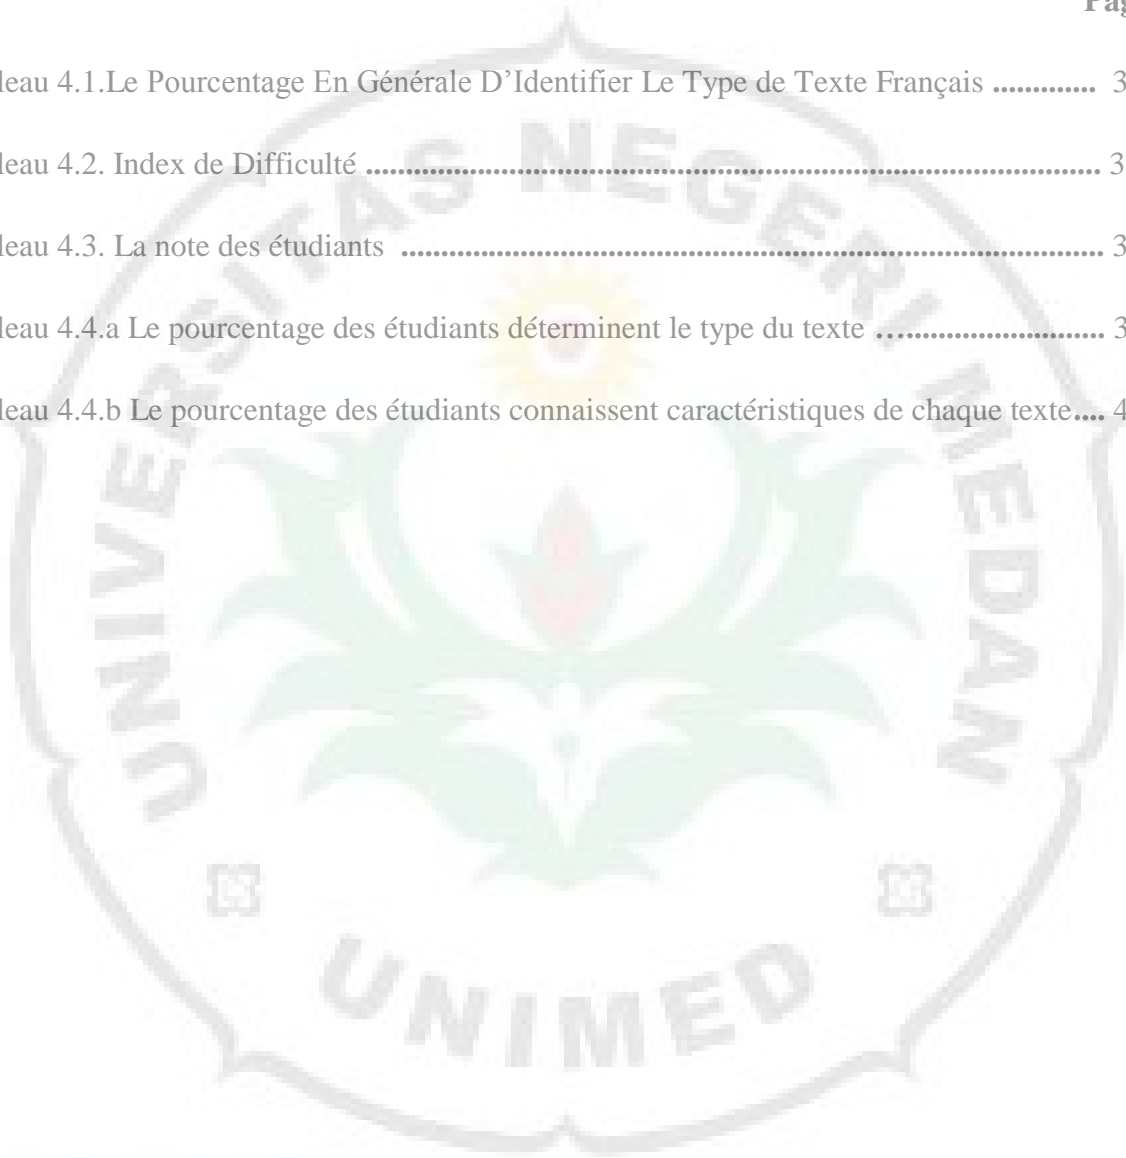 Pag
leau 4.1.Le Pourcentage En Générale D’Identifier Le Type de Texte Français ............. 3
leau 4.2. Index de Difficulté ............................................................................................ 3
leau 4.3. La note des étudiants ........................................................................................ 3
leau 4.4.a Le pourcentage des étudiants déterminent le type du texte …......................... 3
leau 4.4.b Le pourcentage des étudiants connaissent caractéristiques de chaque texte.... 4
UNIVERSITAS NEGERI MEDAN
UNIMED